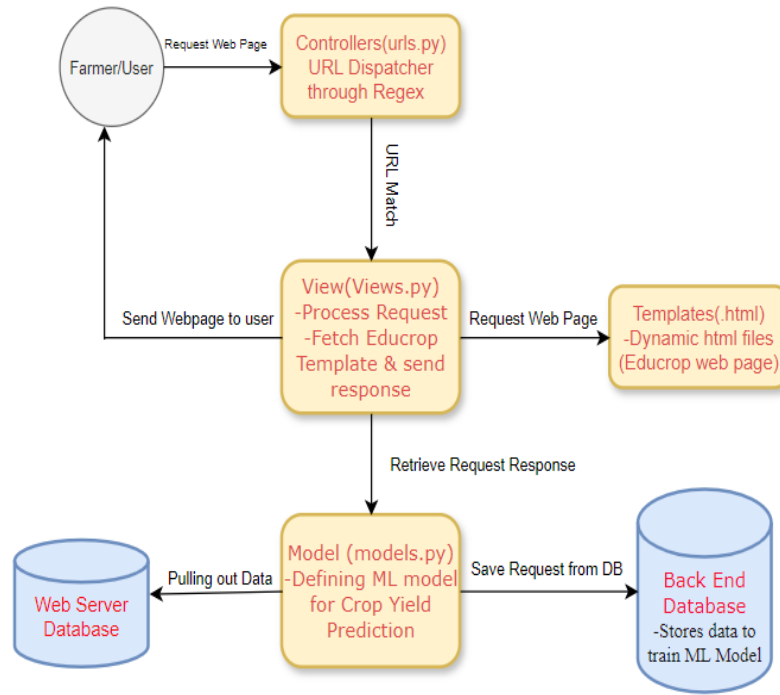 Farmer/User
Request Web Page
Controllers(urls.py)
URL Dispatcher
through Regex
URL Match
View(Views.py)
-Process Request
-Fetch Educrop
Template & send
response
Send Webpage to user
Request Web Page
Templates(.html)
-Dynamic html files
(Educrop web page)
Retrieve Request Response
Model (models.py)
-Defining ML model
for Crop Yield
Prediction
Pulling out Data
Web Server
Database
Save Request from DB
Back End
Database
-Stores data to
train ML Model